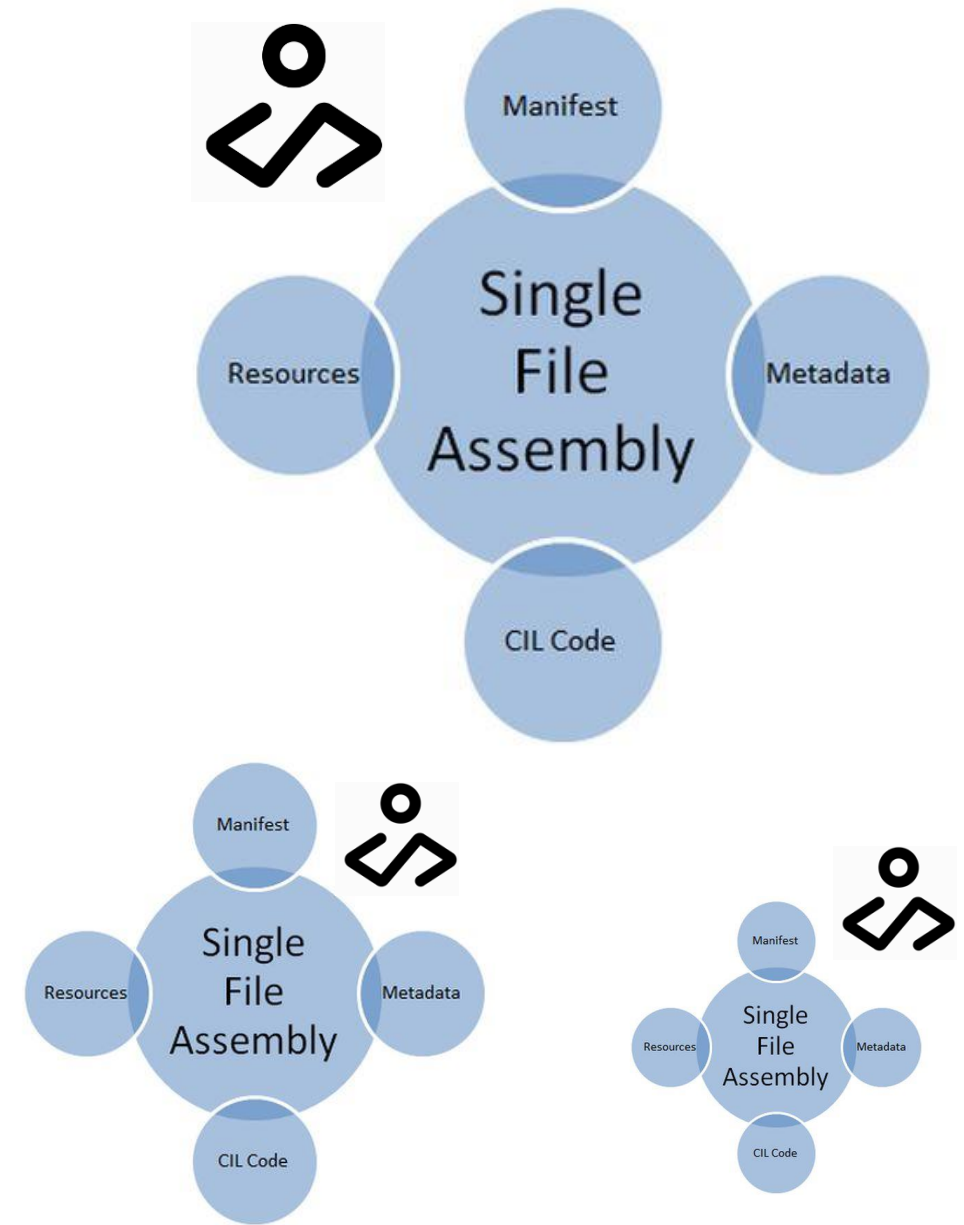 Manifest
Single
File
Assembly
Resources
Metadata
CIL Code
Manifest
Single
File
Assembly
Resources
Metadata
CIL Code
Manifest
Single
File
Assembly
Resources
Metadata
CIL Code